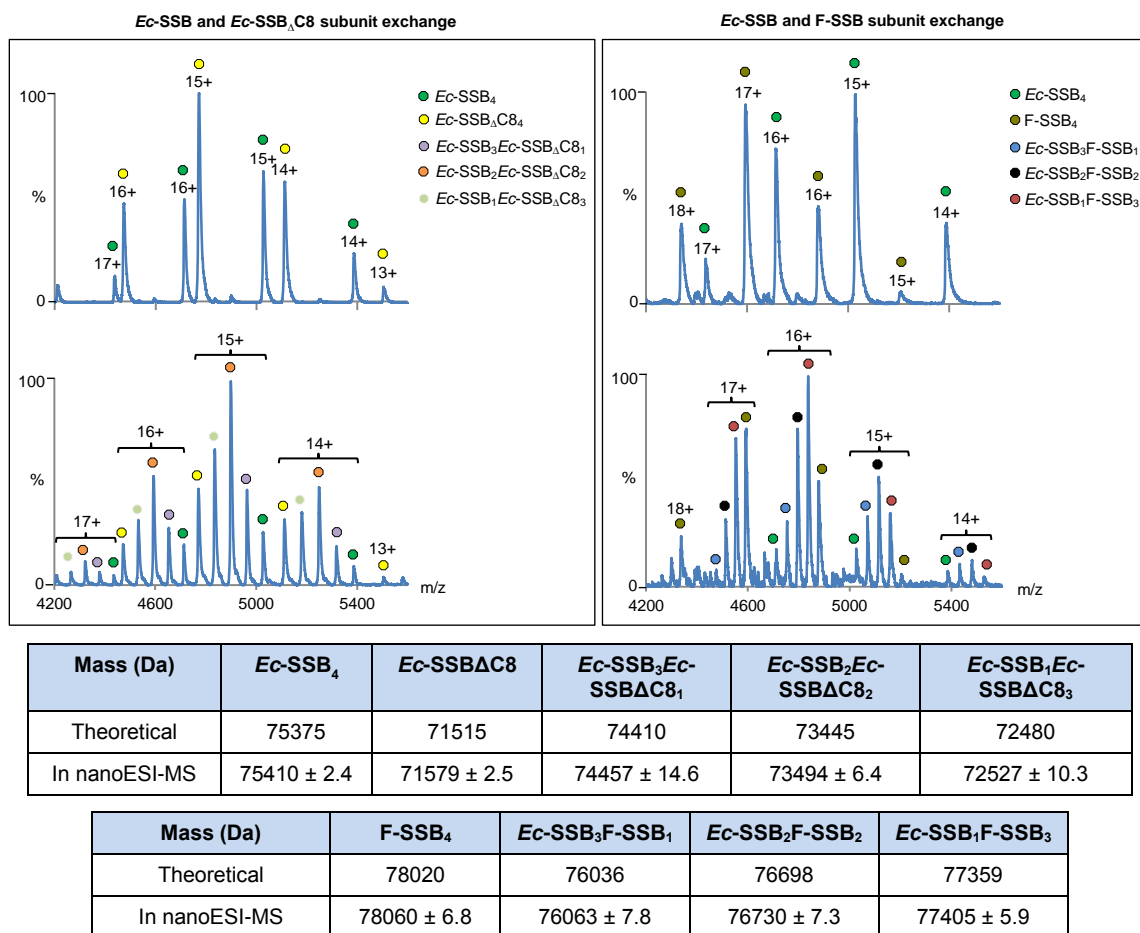 Ec-SSB and Ec-SSBΔC8 subunit exchange
100
%
0
17+
16+
16+
15+
15+
14+
14+
13+
Ec-SSB4
Ec-SSBΔC84
Ec-SSB3Ec-SSBΔC81
Ec-SSB2Ec-SSBΔC82
Ec-SSB1Ec-SSBΔC83
100
%
0
17+
16+
15+
14+
13+
m/z
4200
4600
5000
5400
Ec-SSB and F-SSB subunit exchange
100
%
0
18+
17+
17+
16+
16+
15+
15+
14+
Ec-SSB4
F-SSB4
Ec-SSB3F-SSB1
Ec-SSB2F-SSB2
Ec-SSB1F-SSB3
100
%
0
18+
17+
16+
15+
14+
m/z
4200
4600
5000
5400
Mass (Da)
Ec-SSB4
Ec-SSBΔC8
Ec-SSB3Ec-
SSBΔC81
Ec-SSB2Ec-
SSBΔC82
Ec-SSB1Ec-
SSBΔC83
Theoretical
75375
71515
74410
73445
72480
In nanoESI-MS
75410 ± 2.4
71579 ± 2.5
74457 ± 14.6
73494 ± 6.4
72527 ± 10.3
Mass (Da)
F-SSB4
Ec-SSB3F-SSB1
Ec-SSB2F-SSB2
Ec-SSB1F-SSB3
Theoretical
78020
76036
76698
77359
In nanoESI-MS
78060 ± 6.8
76063 ± 7.8
76730 ± 7.3
77405 ± 5.9